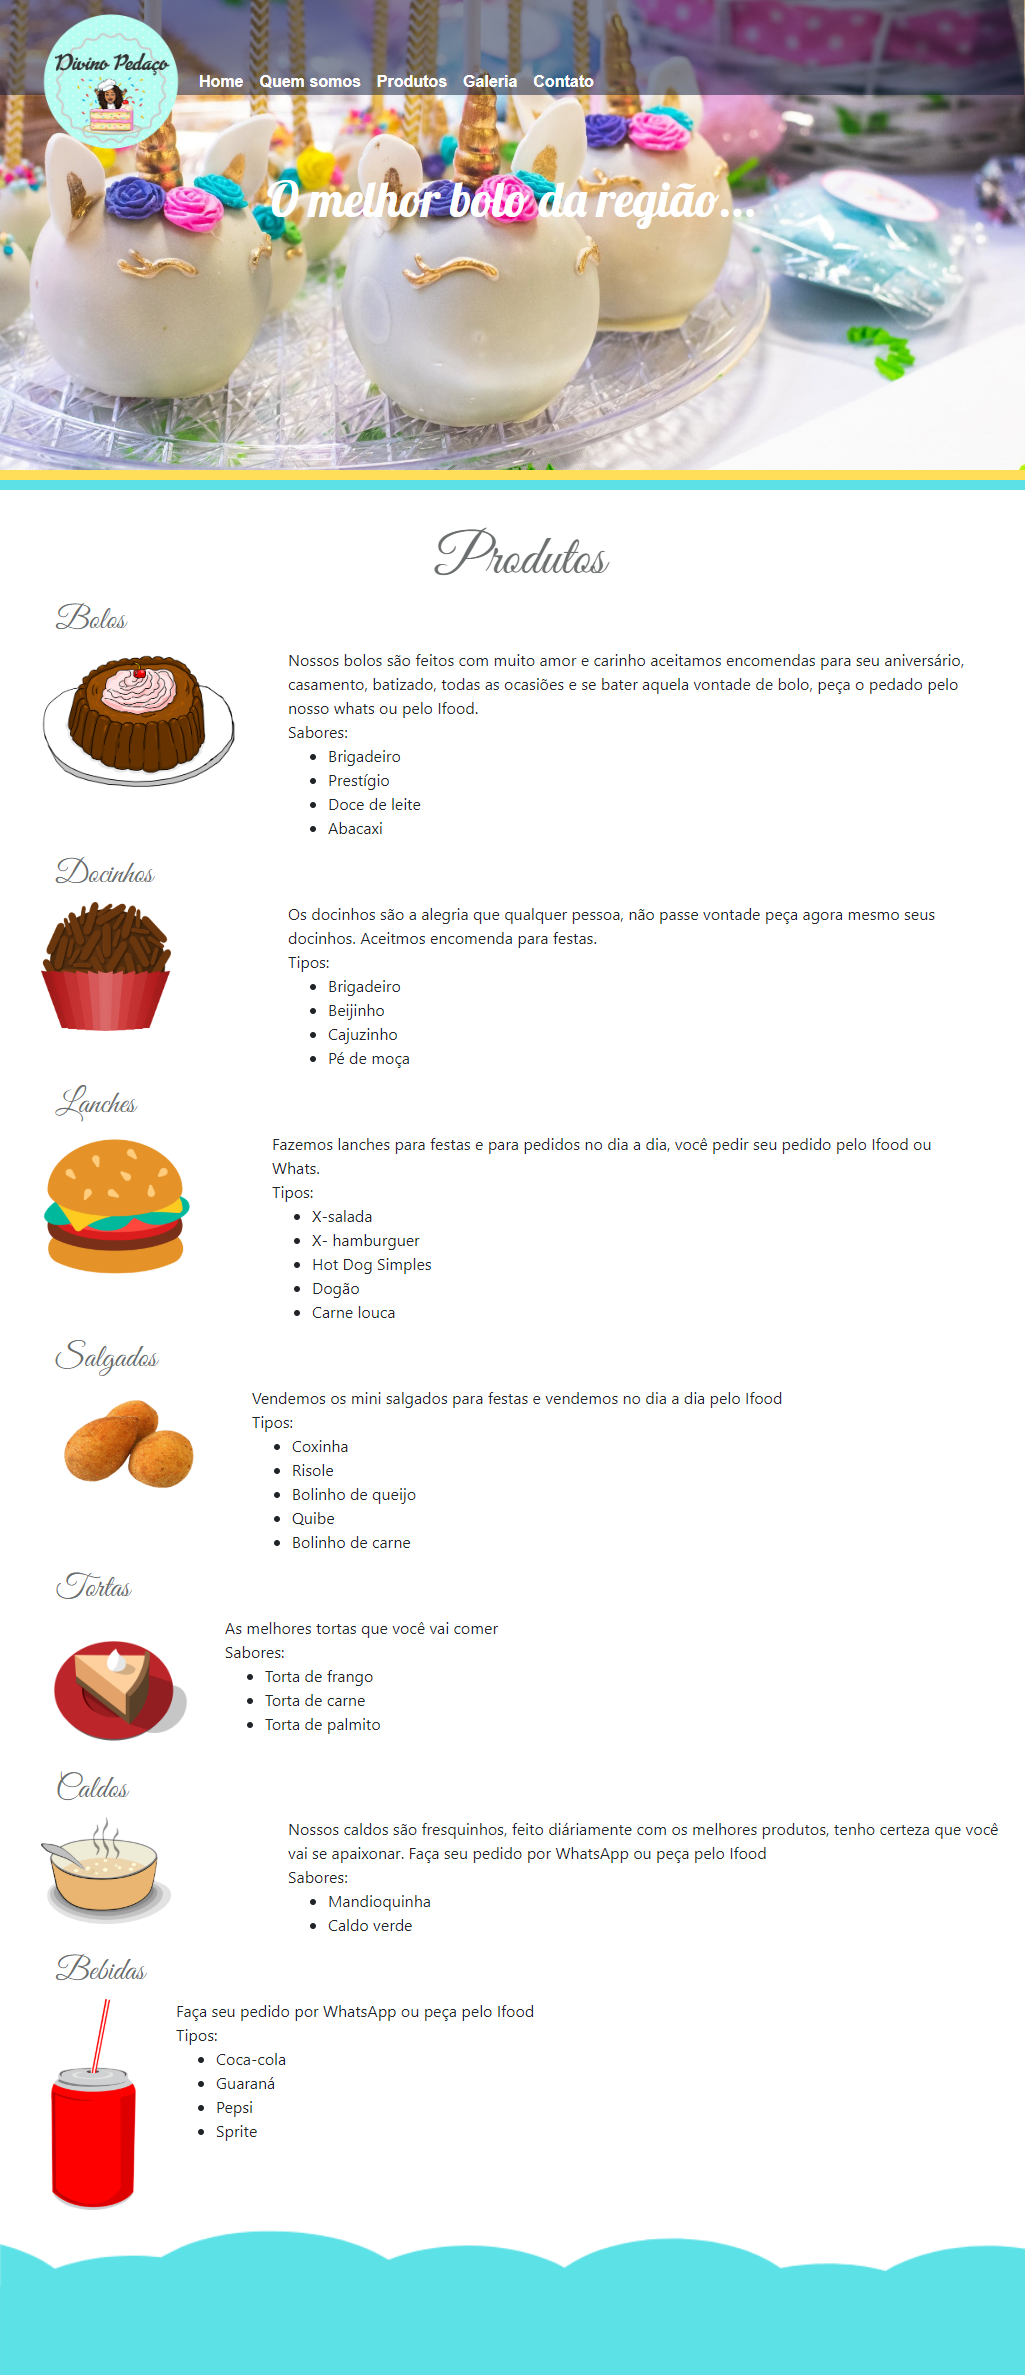 Divino Pedaço
Home Quem somos Produtos Galeria Contato
O melhor bolo da região...
Produtos
Bolos
Nossos bolos são feitos com muito amor e carinho aceitamos encomendas para seu aniversário,
casamento, batizado, todas as ocasiões e se bater aquela vontade de bolo, peça o pedado pelo
nosso whats ou pelo Ifood.
Sabores:
Brigadeiro
Prestígio
Doce de leite
Abacaxi
Docinhos
Os docinhos são a alegria que qualquer pessoa, não passe vontade peça agora mesmo seus
docinhos. Aceitmos encomenda para festas.
Tipos:
Brigadeiro
Beijinho
Cajuzinho
Pé de moça
Lanches
Fazemos lanches para festas e para pedidos no dia a dia, você pedir seu pedido pelo Ifood ou
Whats.
Tipos:
X-salada
X- hamburguer
Hot Dog Simples
Dogão
Carne louca
Salgados
Vendemos os mini salgados para festas e vendemos no dia a dia pelo Ifood
Tipos:
Coxinha
Risole
Bolinho de queijo
Quibe
Bolinho de carne
Tortas
As melhores tortas que você vai comer
Sabores:
Torta de frango
Torta de carne
Torta de palmito
Caldos
Nossos caldos são fresquinhos, feito diáriamente com os melhores produtos, tenho certeza que você
vai se apaixonar. Faça seu pedido por WhatsApp ou peça pelo Ifood
Sabores:
Mandioquinha
Caldo verde
Bebidas
Faça seu pedido por WhatsApp ou peça pelo Ifood
Tipos:
Coca-cola
Guaraná
Pepsi
Sprite